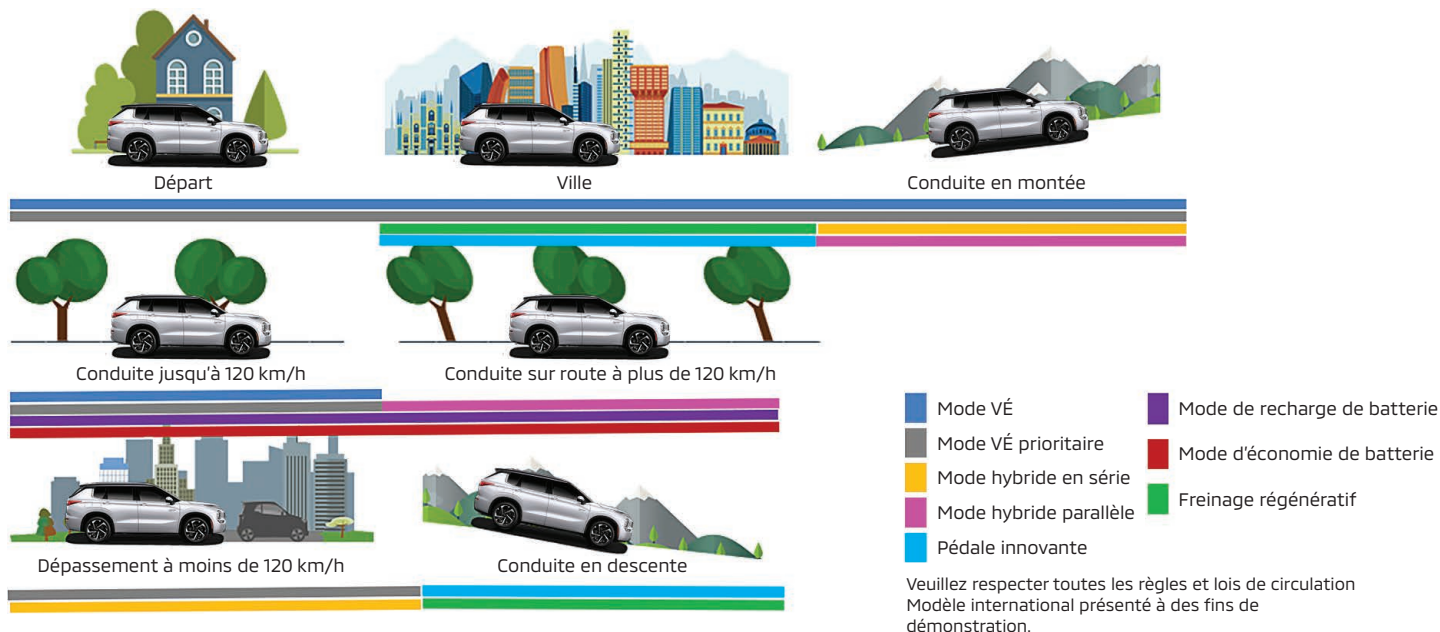 Départ
Ville
Conduite en montée
Conduite jusqu'à 120 km/h
Conduite sur route à plus de 120 km/h
Dépassement à moins de 120 km/h
Conduite en descente
Mode VÉ
Mode VÉ prioritaire
Mode hybride en série
Mode hybride parallèle
Pédale innovante
Mode de recharge de batterie
Mode d'économie de batterie
Freinage régénératif
Veuillez respecter toutes les règles et lois de circulation
Modèle international présenté à des fins de
démonstration.